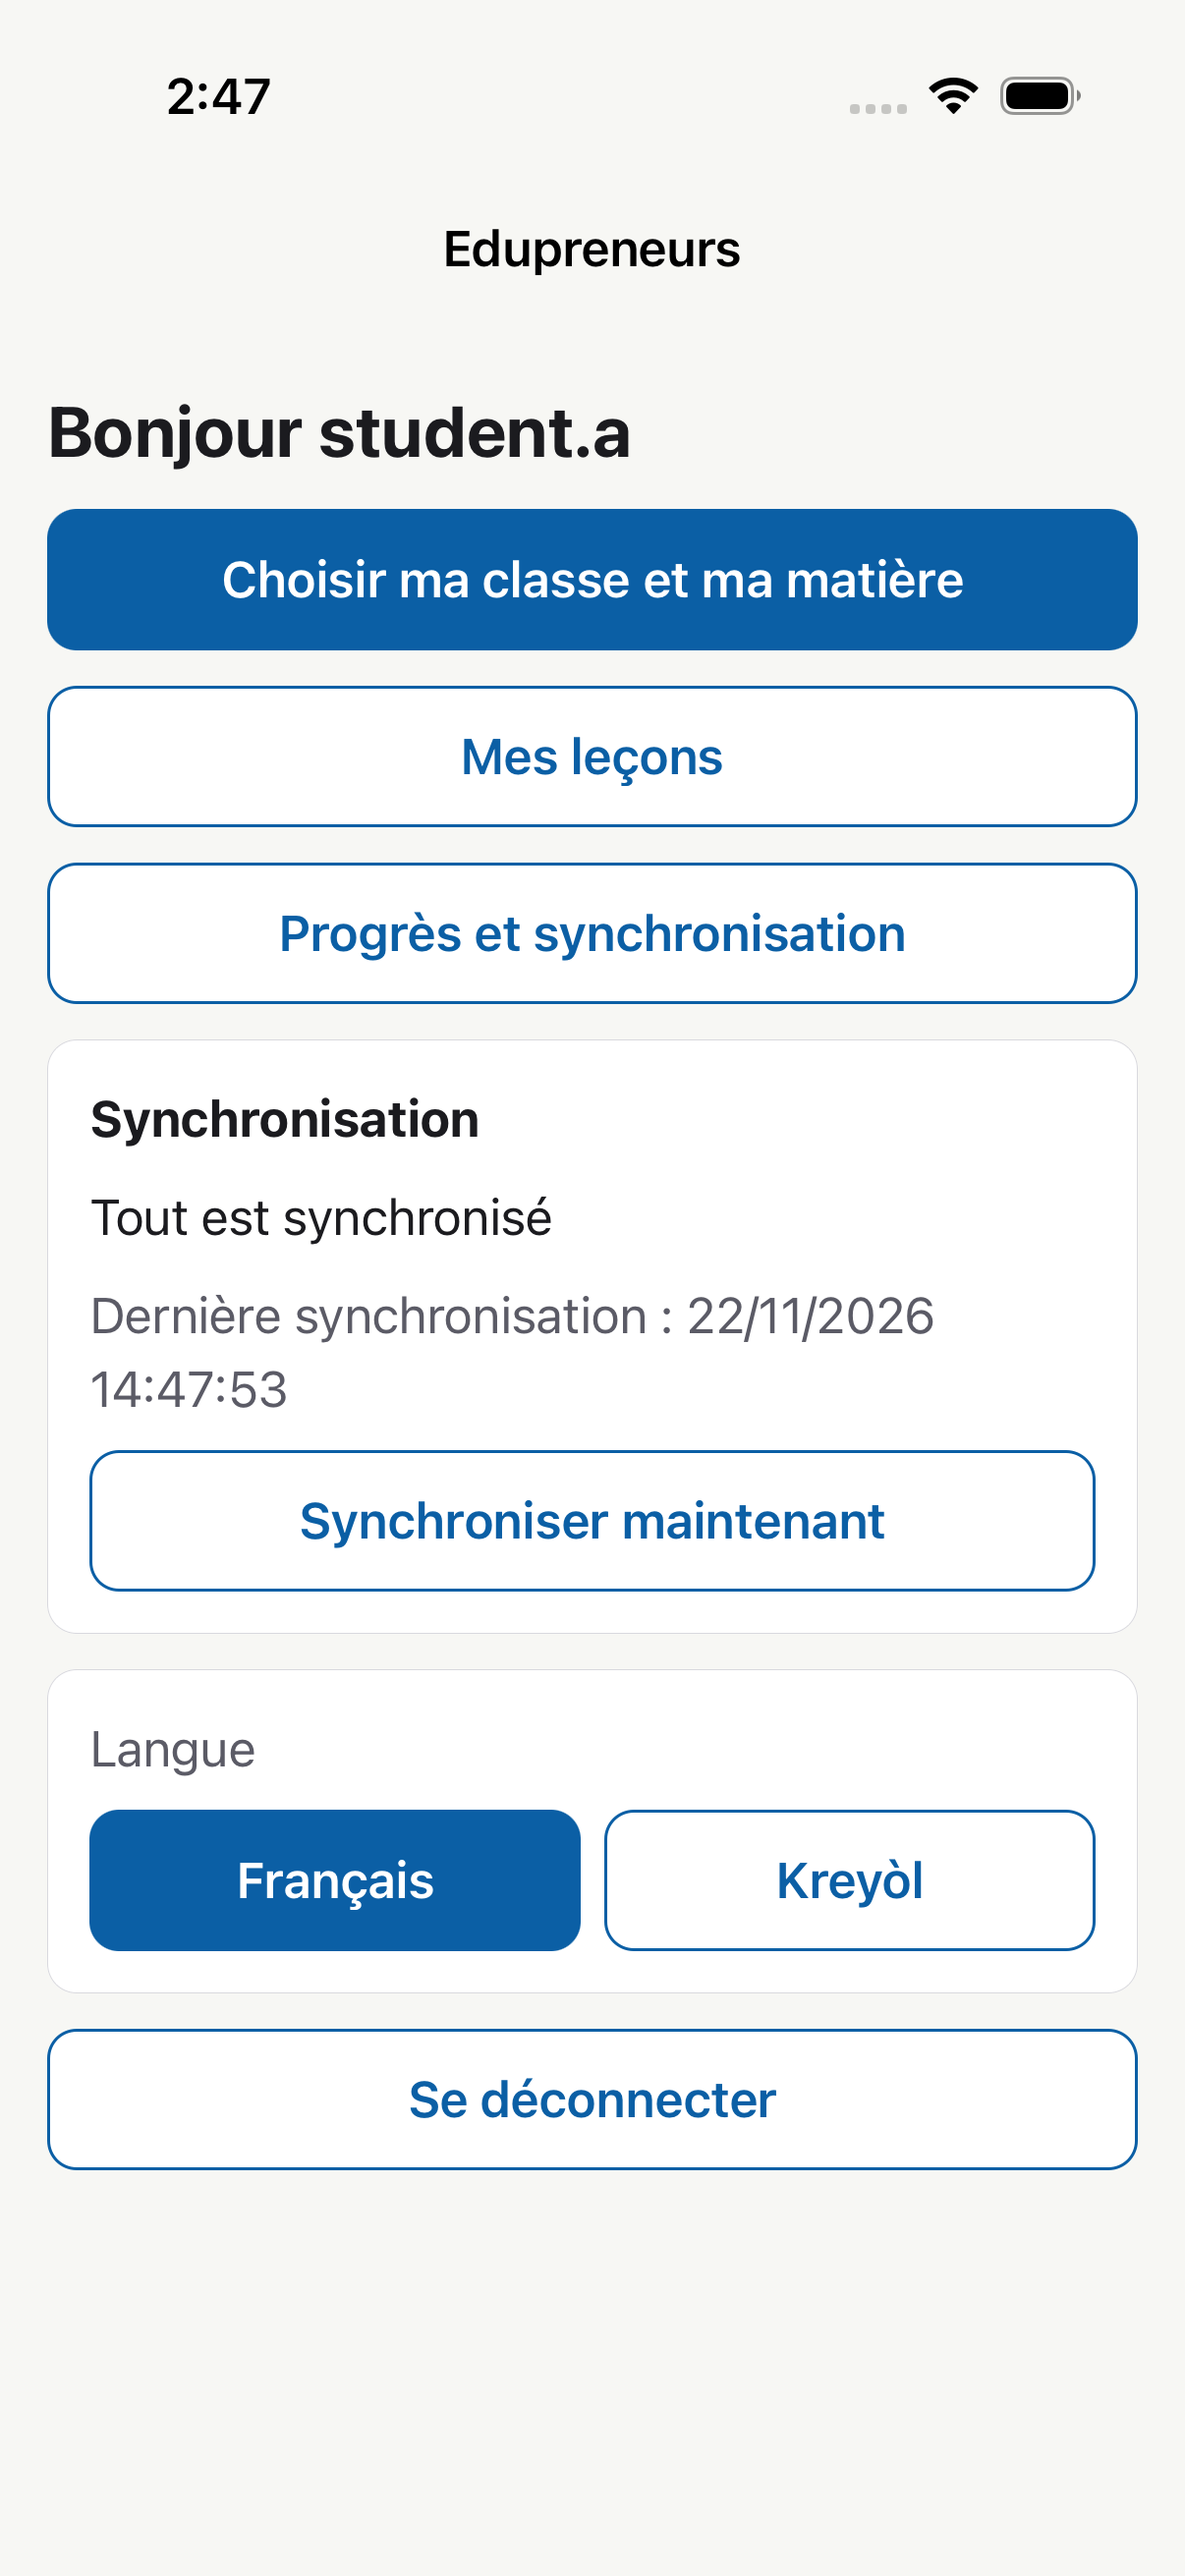 2:47
Edupreneurs
Bonjour student.a
Choisir ma classe et ma matière
Mes leçons
Progrès et synchronisation
Synchronisation
Tout est synchronisé
Dernière synchronisation : 22/11/2026
14:47:53
Synchroniser maintenant
Langue
Français
Kreyòl
Se déconnecter